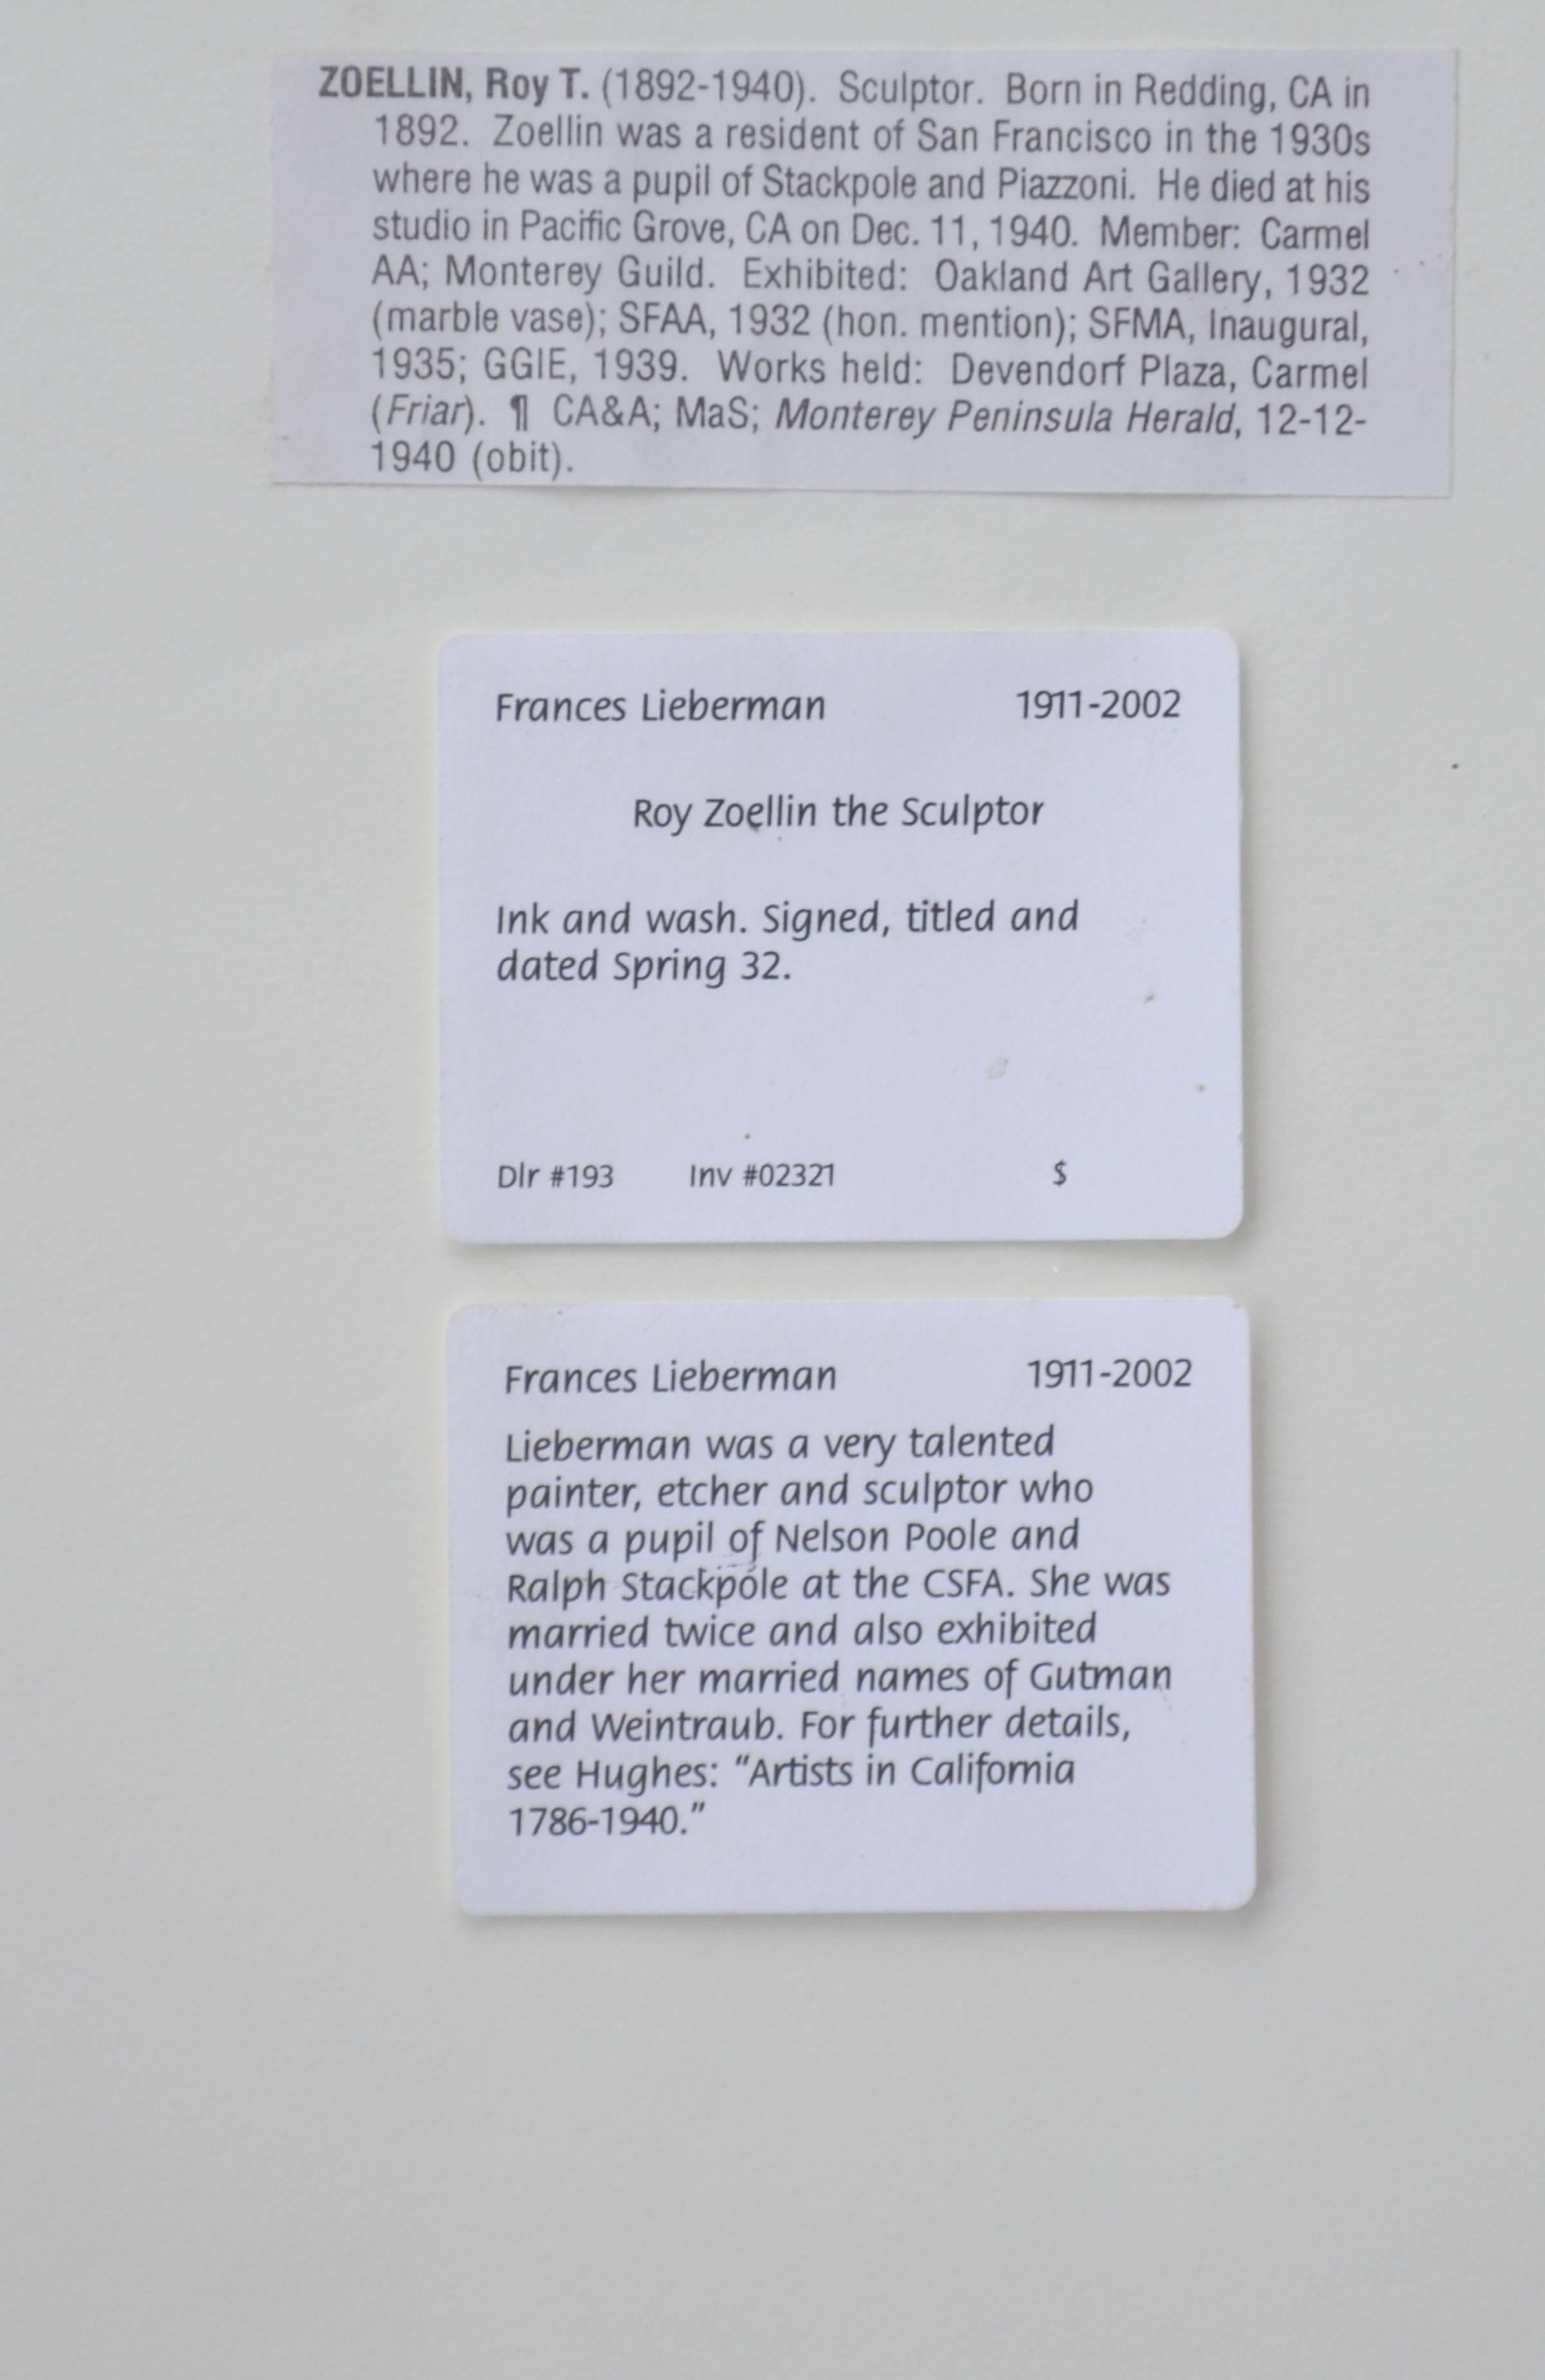 ZOELLIN, Roy T. (1892-1940). Sculptor. Born in Redding, CA in
1892. Zoellin was a resident of San Francisco in the 1930s
where he was a pupil of Stackpole and Piazzoni. He died at his
studio in Pacific Grove, CA on Dec. 11, 1940. Member: Carmel
AA; Monterey Guild. Exhibited: Oakland Art Gallery, 1932
(marble vase); SFAA, 1932 (hon. mention); SFMA, Inaugural,
1935; GGIE, 1939. Works held: Devendorf Plaza, Carmel
(Friar). ¶ CA&A; MaS; Monterey Peninsula Herald, 12-12-
1940 (obit).
Frances Lieberman 1911-2002
Roy Zoellin the Sculptor
Ink and wash. Signed, titled and
dated Spring 32.
Dlr #193 Inv #02321 $
Frances Lieberman 1911-2002
Lieberman was a very talented
painter, etcher and sculptor who
was a pupil of Nelson Poole and
Ralph Stackpole at the CSFA. She was
married twice and also exhibited
under her married names of Gutman
and Weintraub. For further details,
see Hughes: "Artists in California
1786-1940."